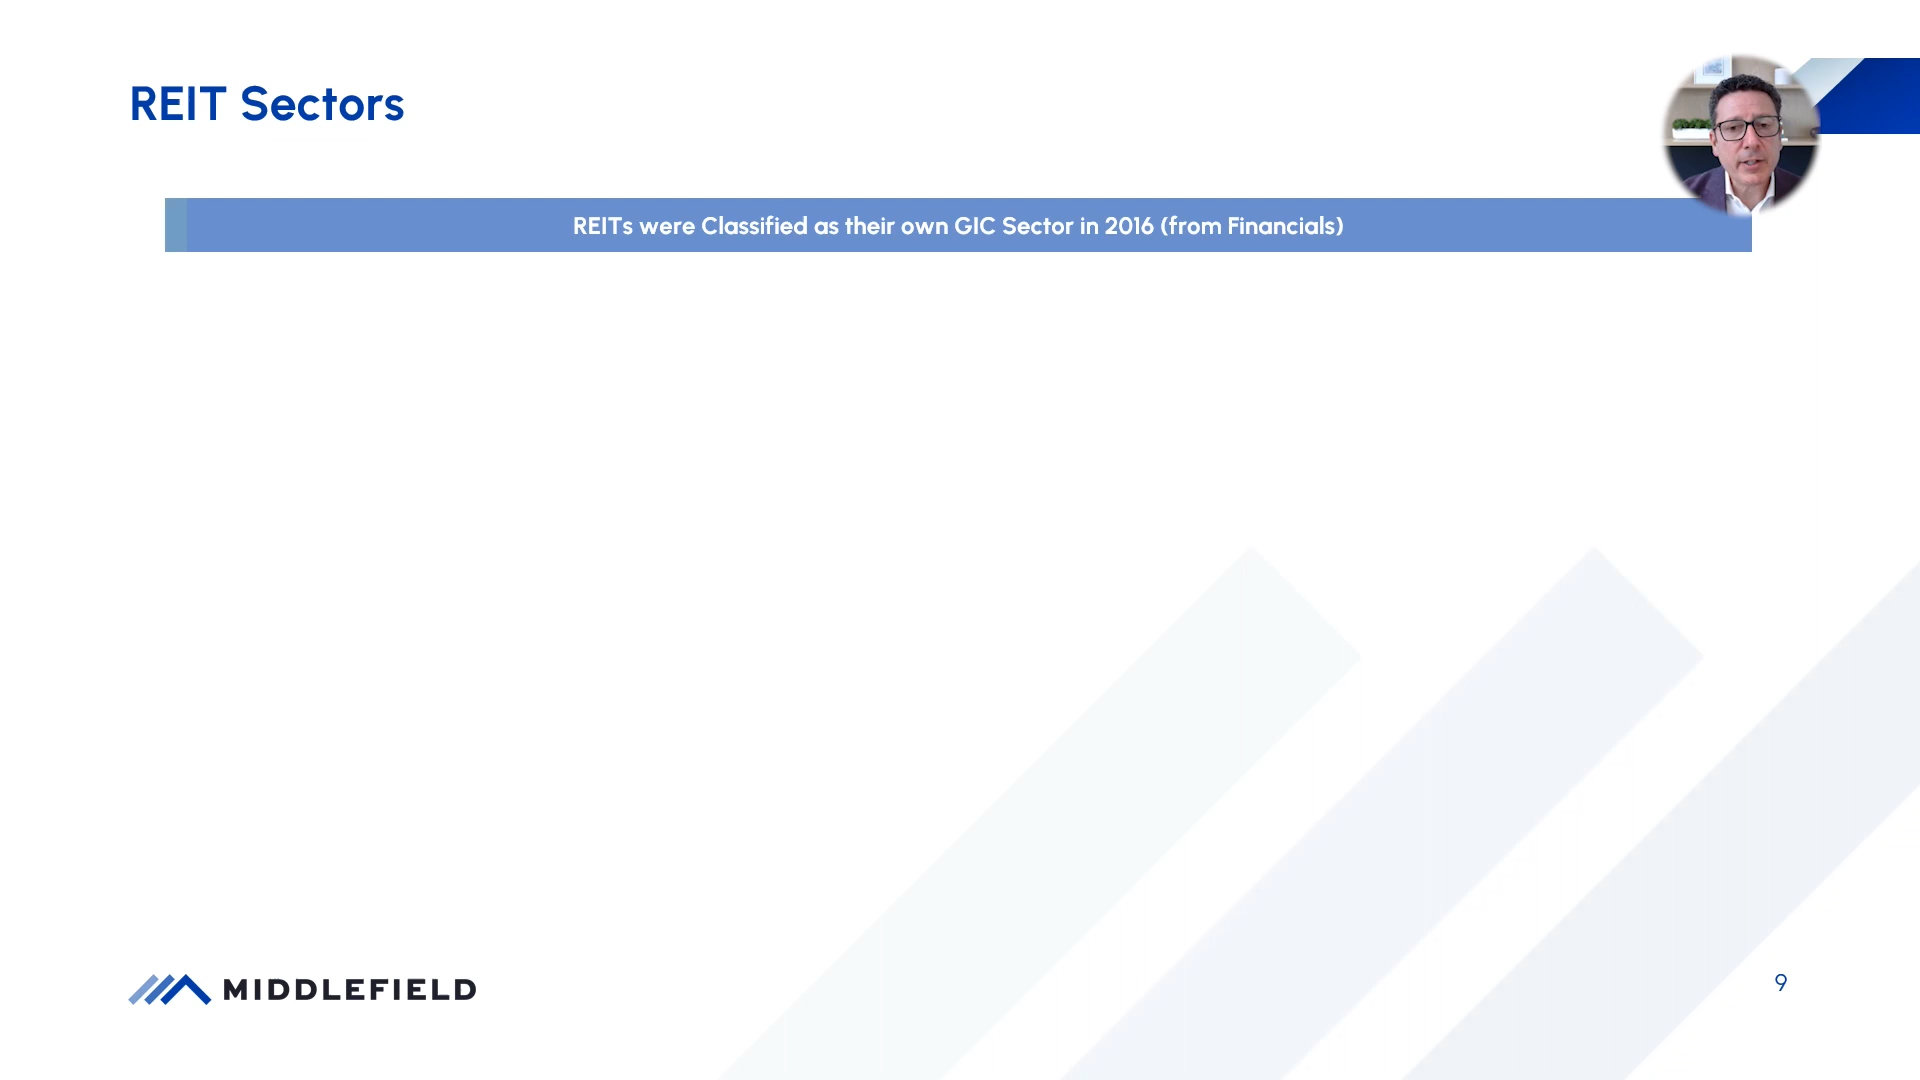 REIT Sectors
REITs were Classified as their own GIC Sector in 2016 (from Financials)
MIDDLEFIELD
9